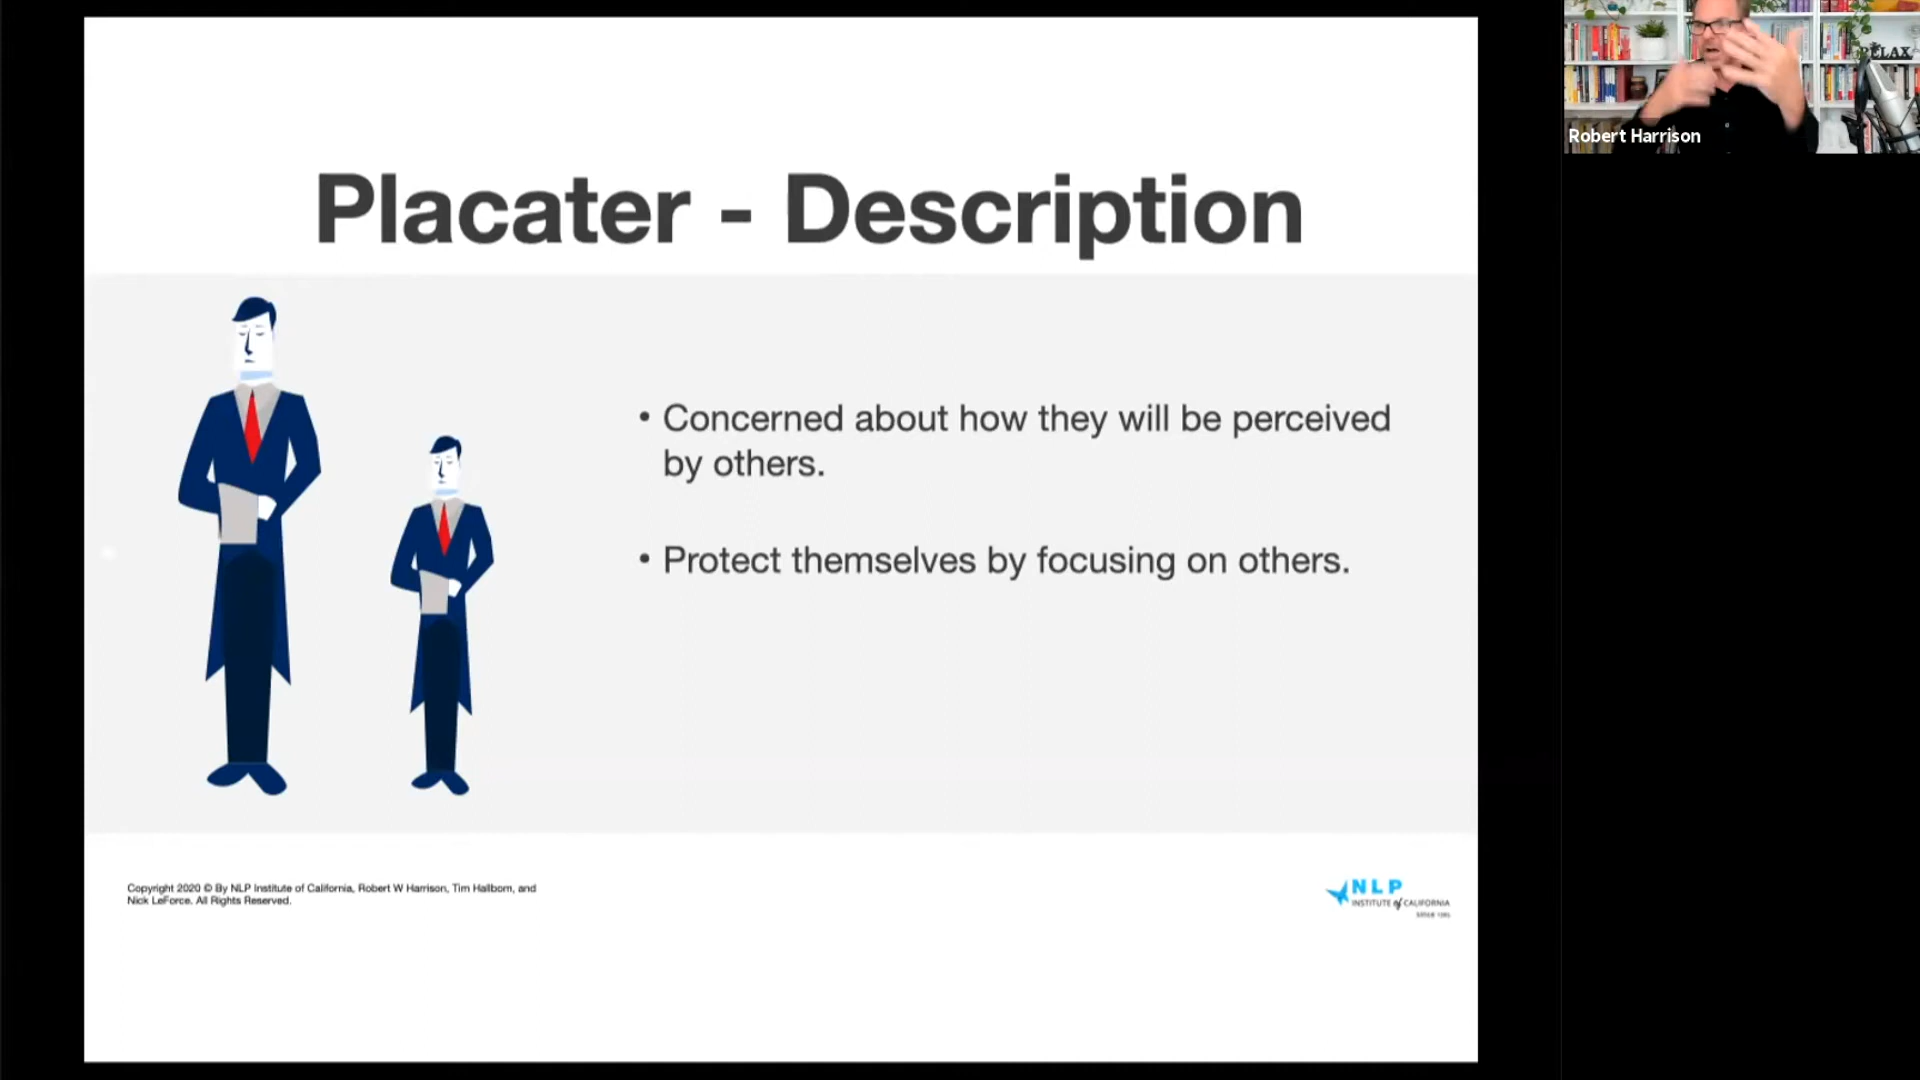 RELAX
Robert Harrison
Placater - Description
• Concerned about how they will be perceived
by others.
• Protect themselves by focusing on others.
Copyright 2020 © By NLP Institute of California, Robert W Harrison, Tim Hallbom, and
Nick LeForce. All Rights Reserved.
NLP
INSTITUTE of CALIFORNIA